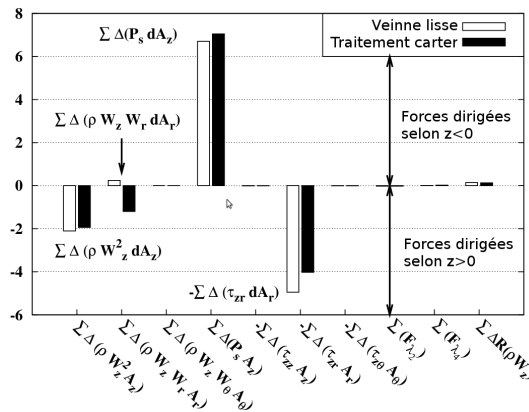 8
6
4
2
0
-2
-4
-6
Veinne lisse
Traitement carter
∑ Δ(P_s dA_z)
∑ Δ (ρ W_z W_r dA_r)
Forces dirigées
selon z<0
∑ Δ (ρ W²_z dA_z)
Forces dirigées
selon z>0
-∑ Δ (τ_zr dA_r)
∑ Δ (ρ W_z² A_z)
∑ Δ (ρ W_z W_r A_r)
∑ Δ (ρ W_z W_θ A_θ)
∑ Δ(P_s A_z)
-∑ Δ (τ_zz A_z)
-∑ Δ (τ_zr A_r)
-∑ Δ (τ_zθ A_θ)
∑ (F_λ2)
∑ (F_λ4)
∑ ΔR(ρW_z